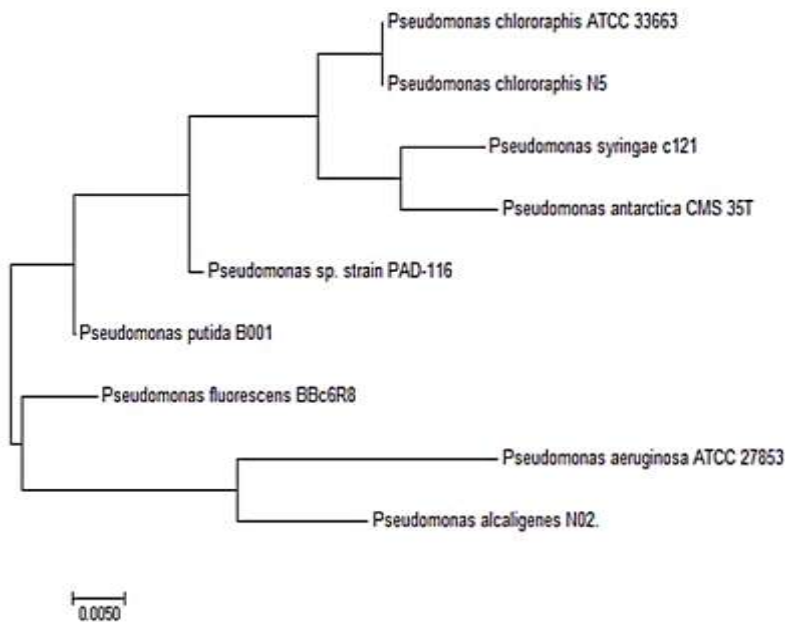 Pseudomonas chlororaphis ATCC 33663
Pseudomonas chlororaphis N5
Pseudomonas syringae c121
Pseudomonas antarctica CMS 35T
Pseudomonas sp. strain PAD-116
Pseudomonas putida B001
Pseudomonas fluorescens BBc6R8
Pseudomonas aeruginosa ATCC 27853
Pseudomonas alcaligenes N02.
0.0050